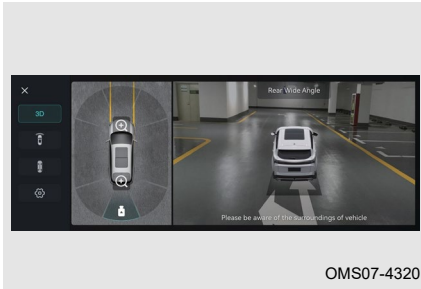 Rear Wide Angle
3D
Please be aware of the surroundings of vehicle
OMS07-4320